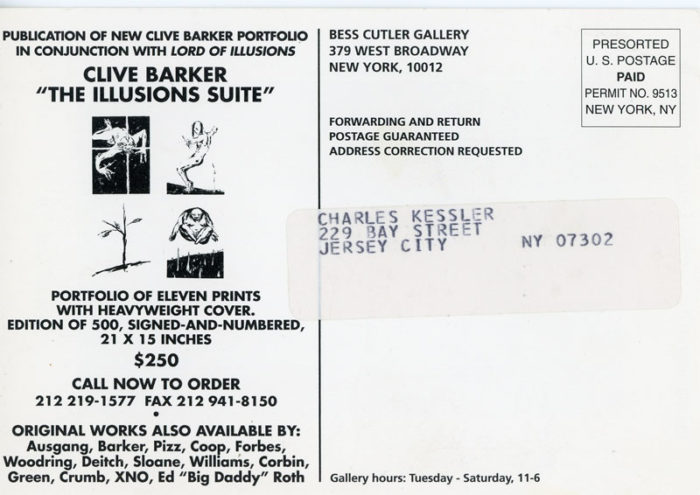 PUBLICATION OF NEW CLIVE BARKER PORTFOLIO
IN CONJUNCTION WITH LORD OF ILLUSIONS
CLIVE BARKER
"THE ILLUSIONS SUITE"
PORTFOLIO OF ELEVEN PRINTS
WITH HEAVYWEIGHT COVER.
EDITION OF 500, SIGNED-AND-NUMBERED,
21 X 15 INCHES
$250
CALL NOW TO ORDER
212 219-1577 FAX 212 941-8150
•
ORIGINAL WORKS ALSO AVAILABLE BY:
Ausgang, Barker, Pizz, Coop, Forbes,
Woodring, Deitch, Sloane, Williams, Corbin,
Green, Crumb, XNO, Ed "Big Daddy" Roth
BESS CUTLER GALLERY
379 WEST BROADWAY
NEW YORK, 10012
FORWARDING AND RETURN
POSTAGE GUARANTEED
ADDRESS CORRECTION REQUESTED
PRESORTED
U. S. POSTAGE
PAID
PERMIT NO. 9513
NEW YORK, NY
CHARLES KESSLER
229 BAY STREET
JERSEY CITY NY 07302
Gallery hours: Tuesday - Saturday, 11-6